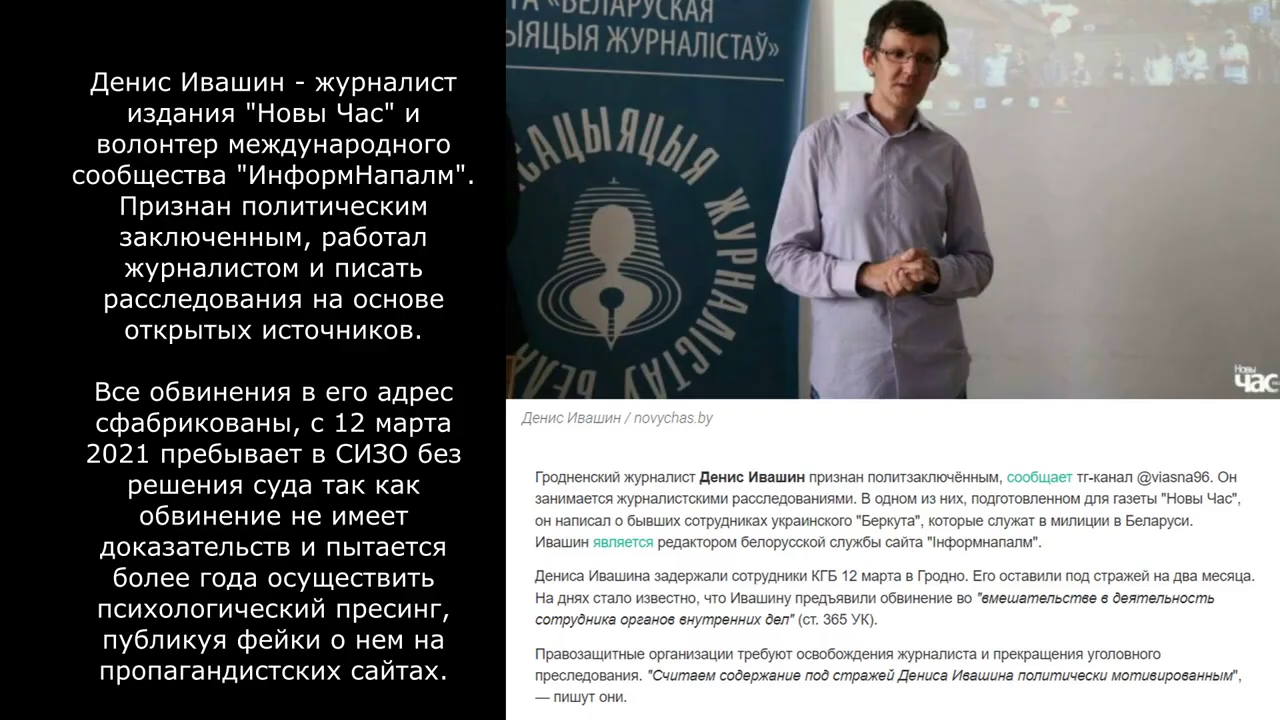 Денис Ивашин - журналист
издания "Новы Час" и
волонтер международного
сообщества "ИнформНапалм".
Признан политическим
заключенным, работал
журналистом и писать
расследования на основе
открытых источников.
Все обвинения в его адрес
сфабрикованы, с 12 марта
2021 пребывает в СИЗО без
решения суда так как
обвинение не имеет
доказательств и пытается
более года осуществить
психологический пресинг,
публикуя фейки о нем на
пропагандистских сайтах.
ТА «БЕЛАРУСКАЯ
ЫЯЦЫЯ ЖУРНАЛІСТАЎ»
САЦЫЯЦЫЯ ЖУРНАЛІСТАЎ БЕЛА
Новы
Час
Денис Ивашин / novychas.by
Гродненский журналист Денис Ивашин признан политзаключённым, сообщает тг-канал @viasna96. Он
занимается журналистскими расследованиями. В одном из них, подготовленном для газеты "Новы Час",
он написал о бывших сотрудниках украинского "Беркута", которые служат в милиции в Беларуси.
Ивашин является редактором белорусской службы сайта "Інформнапалм".
Дениса Ивашина задержали сотрудники КГБ 12 марта в Гродно. Его оставили под стражей на два месяца.
На днях стало известно, что Ивашину предъявили обвинение во "вмешательстве в деятельность
сотрудника органов внутренних дел" (ст. 365 УК).
Правозащитные организации требуют освобождения журналиста и прекращения уголовного
преследования. "Считаем содержание под стражей Дениса Ивашина политически мотивированным",
— пишут они.